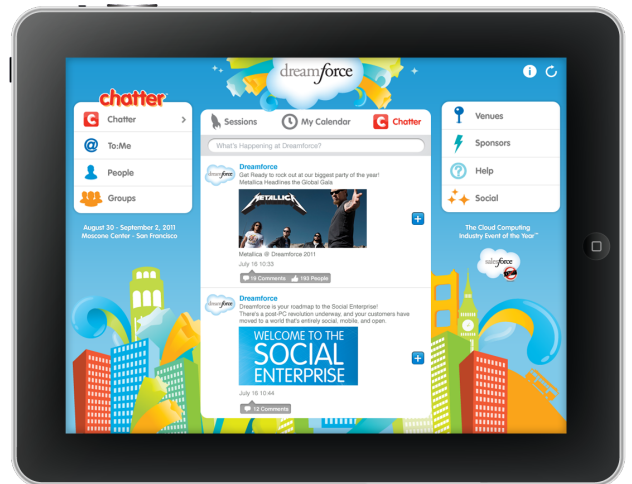 dreamforce
chatter
Chatter
To:Me
People
Groups
August 30 - September 2, 2011
Moscone Center - San Francisco
Sessions
My Calendar
Chatter
What's Happening at Dreamforce?
dreamforce
Dreamforce
Get Ready to rock out at our biggest party of the year!
Metallica Headlines the Global Gala
METALLICA
Metallica @ Dreamforce 2011
July 16 10:33
19 Comments
193 People
dreamforce
Dreamforce
Dreamforce is your roadmap to the Social Enterprise!
There's a post-PC revolution underway, and your customers have
moved to a world that's entirely social, mobile, and open
WELCOME TO THE
SOCIAL
ENTERPRISE
July 16 10:44
12 Comments
Venues
Sponsors
Help
Social
The Cloud Computing
Industry Event of the Year™
salesforce